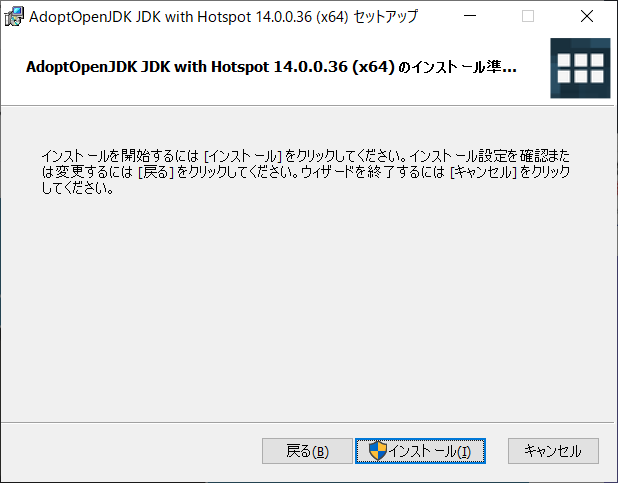 AdoptOpenJDK JDK with Hotspot 14.0.0.36 (x64) セットアップ
AdoptOpenJDK JDK with Hotspot 14.0.0.36 (x64) のインストール準...
インストールを開始するには [インストール] をクリックしてください。インストール設定を確認また
は変更するには [戻る] をクリックしてください。ウィザードを終了するには [キャンセル] をクリック
してください。
戻る(B) インストール(I) キャンセル